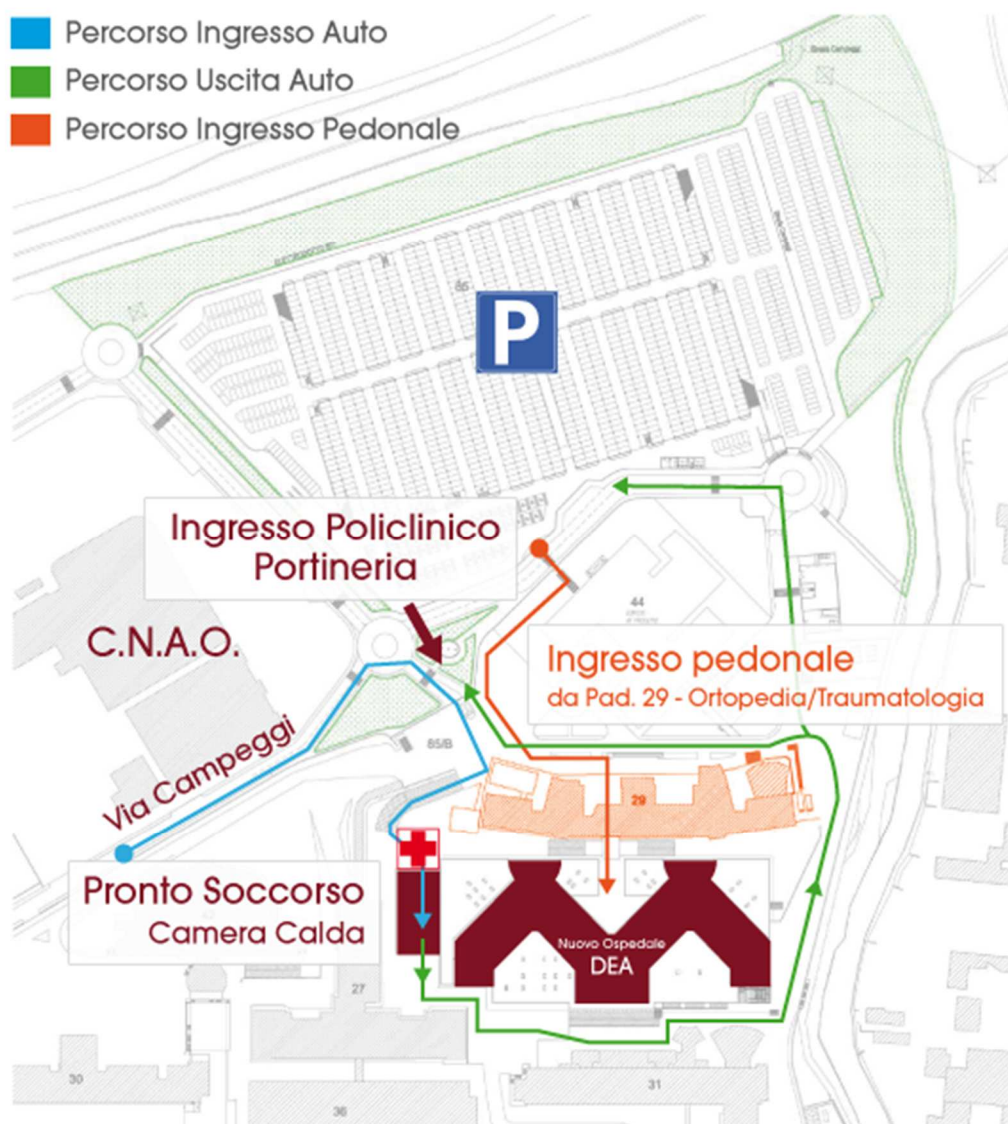 Percorso Ingresso Auto
Percorso Uscita Auto
Percorso Ingresso Pedonale
P
Ingresso Policlinico
Portineria
C.N.A.O.
44
Ingresso pedonale
da Pad. 29 - Ortopedia/Traumatologia
Via Campeggi
85/B
29
Pronto Soccorso
Camera Calda
Nuovo Ospedale
DEA
27
30
36
31